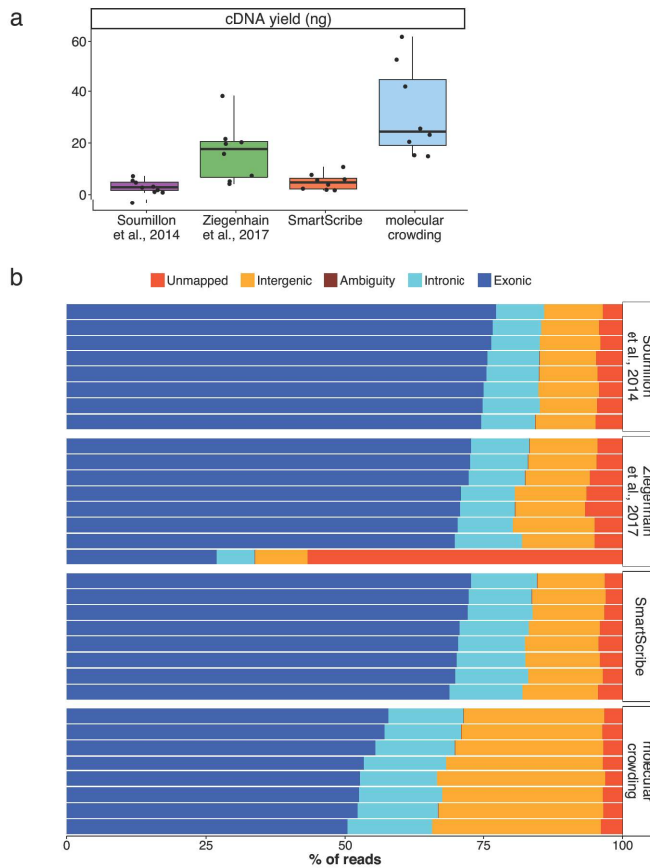 a
cDNA yield (ng)
60
40
20
0
Soumillon
et al., 2014
Ziegenhain
et al., 2017
SmartScribe
molecular
crowding
b
Unmapped
Intergenic
Ambiguity
Intronic
Exonic
Soumillon
et al., 2014
Ziegenhain
et al., 2017
SmartScribe
molecular
crowding
0
25
50
75
100
% of reads